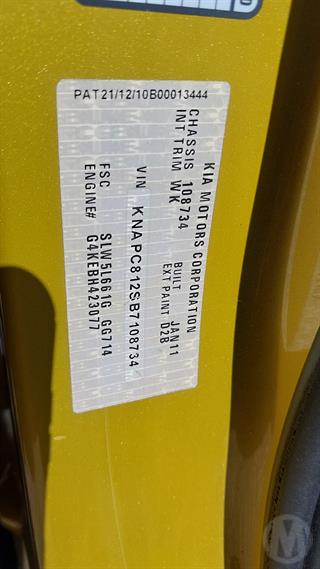 PAT21/12/10B00013444
KIA MOTORS CORPORATION
CHASSIS 108734 BUILT JAN11
INT TRIM WK EXT.PAINT D2B
VIN KNAPC812SB7108734
FSC SLW5L661G GG714
ENGINE# G4KEBH423077